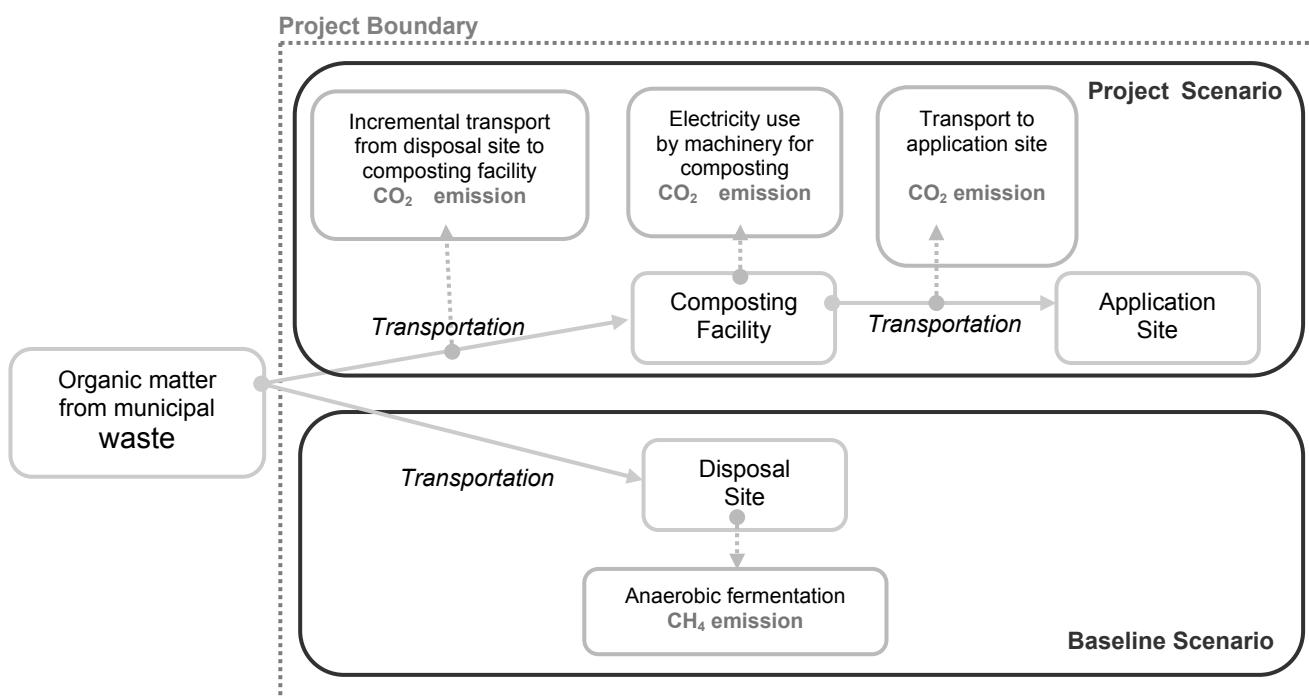 Project Boundary
Project Scenario
Incremental transport
from disposal site to
composting facility
CO₂ emission
Electricity use
by machinery for
composting
CO₂ emission
Transport to
application site
CO₂ emission
Transportation
Composting
Facility
Transportation
Application
Site
Organic matter
from municipal
waste
Transportation
Disposal
Site
Anaerobic fermentation
CH₄ emission
Baseline Scenario